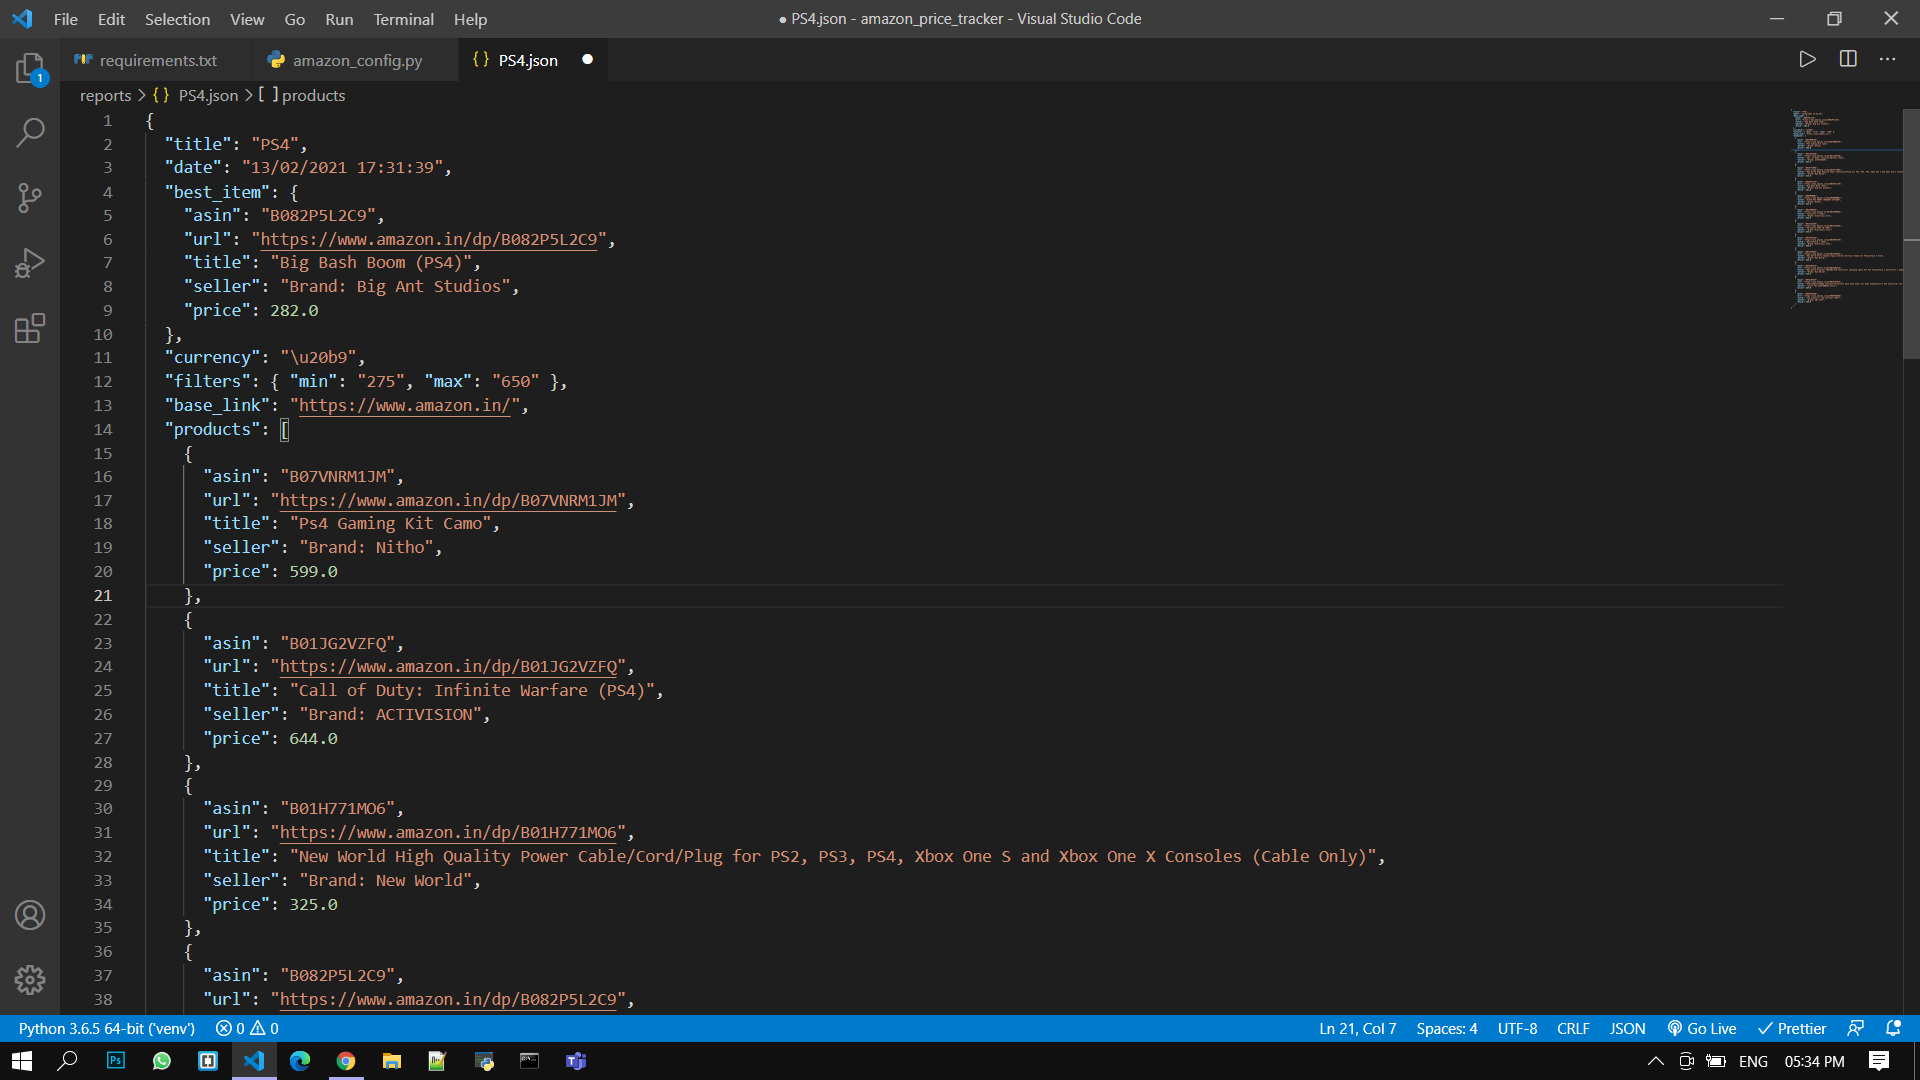 File Edit Selection View Go Run Terminal Help
● PS4.json - amazon_price_tracker - Visual Studio Code
requirements.txt amazon_config.py {} PS4.json
reports > {} PS4.json > [ ] products
1 {
2 "title": "PS4",
3 "date": "13/02/2021 17:31:39",
4 "best_item": {
5 "asin": "B082P5L2C9",
6 "url": "https://www.amazon.in/dp/B082P5L2C9",
7 "title": "Big Bash Boom (PS4)",
8 "seller": "Brand: Big Ant Studios",
9 "price": 282.0
10 },
11 "currency": "\u20b9",
12 "filters": { "min": "275", "max": "650" },
13 "base_link": "https://www.amazon.in/",
14 "products": [
15 {
16 "asin": "B07VNRM1JM",
17 "url": "https://www.amazon.in/dp/B07VNRM1JM",
18 "title": "Ps4 Gaming Kit Camo",
19 "seller": "Brand: Nitho",
20 "price": 599.0
21 },
22 {
23 "asin": "B01JG2VZFQ",
24 "url": "https://www.amazon.in/dp/B01JG2VZFQ",
25 "title": "Call of Duty: Infinite Warfare (PS4)",
26 "seller": "Brand: ACTIVISION",
27 "price": 644.0
28 },
29 {
30 "asin": "B01H771MO6",
31 "url": "https://www.amazon.in/dp/B01H771MO6",
32 "title": "New World High Quality Power Cable/Cord/Plug for PS2, PS3, PS4, Xbox One S and Xbox One X Consoles (Cable Only)",
33 "seller": "Brand: New World",
34 "price": 325.0
35 },
36 {
37 "asin": "B082P5L2C9",
38 "url": "https://www.amazon.in/dp/B082P5L2C9",
1
Python 3.6.5 64-bit ('venv') 0 0 Ln 21, Col 7 Spaces: 4 UTF-8 CRLF JSON Go Live Prettier
Ps ENG 05:34 PM